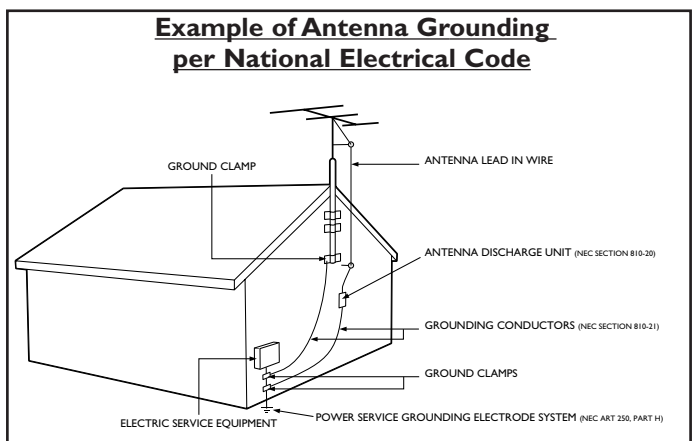 Example of Antenna Grounding
per National Electrical Code
GROUND CLAMP
ANTENNA LEAD IN WIRE
ANTENNA DISCHARGE UNIT (NEC SECTION 810-20)
GROUNDING CONDUCTORS (NEC SECTION 810-21)
GROUND CLAMPS
ELECTRIC SERVICE EQUIPMENT
POWER SERVICE GROUNDING ELECTRODE SYSTEM (NEC ART 250, PART H)